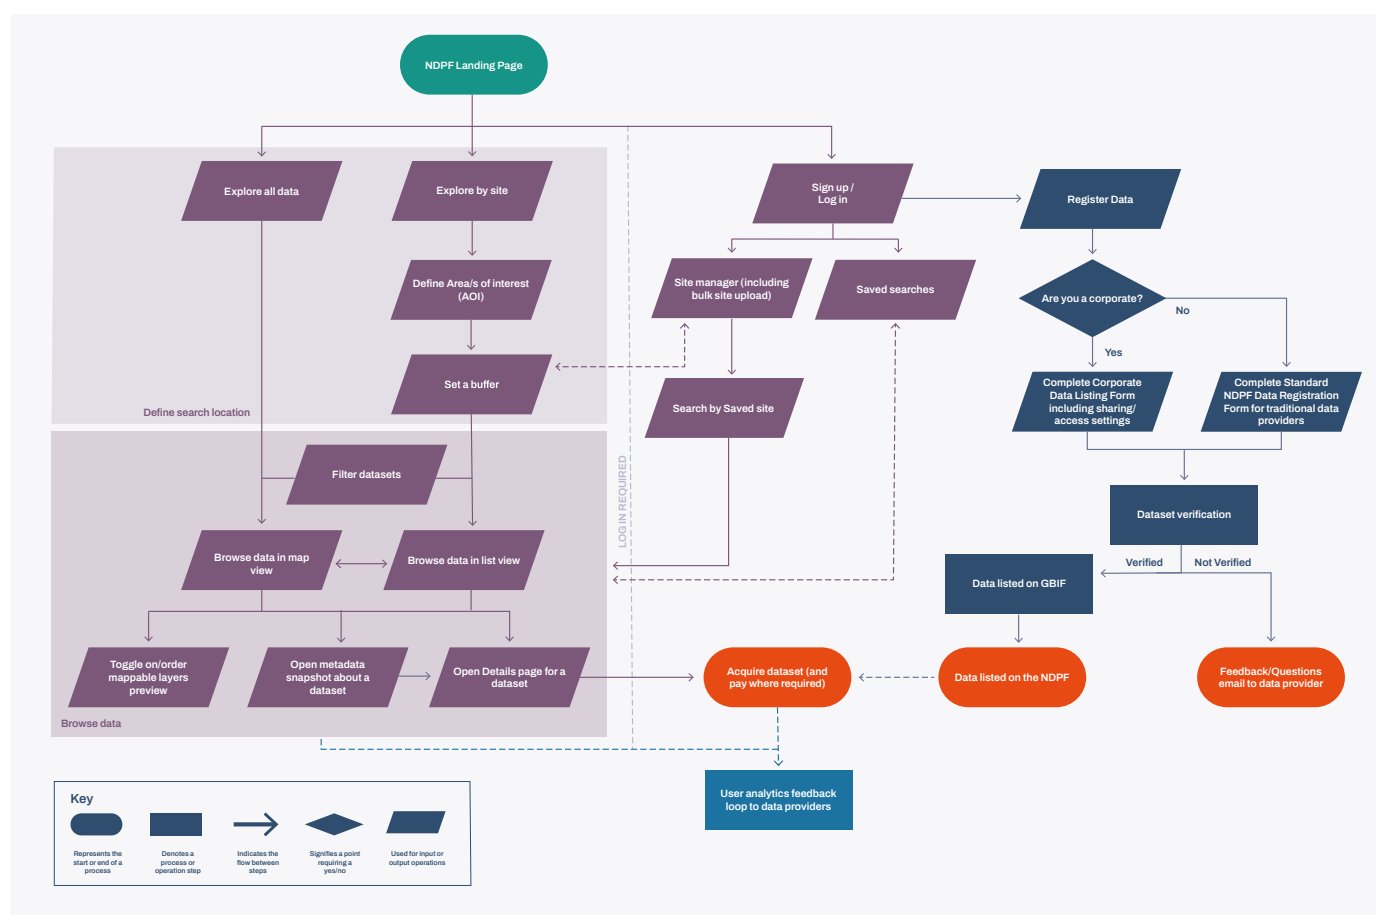 NDPF Landing Page
Explore all data
Explore by site
Sign up /
Log in
Register Data
Define Area/s of interest
(AOI)
Site manager (including
bulk site upload)
Saved searches
Are you a corporate?
No
Yes
Set a buffer
Search by Saved site
Complete Corporate
Data Listing Form
including sharing/
access settings
Complete Standard
NDPF Data Registration
Form for traditional data
providers
Define search location
Filter datasets
LOG IN REQUIRED
Dataset verification
Browse data in map
view
Browse data in list view
Verified
Not Verified
Data listed on GBIF
Toggle on/order
mappable layers
preview
Open metadata
snapshot about a
dataset
Open Details page for a
dataset
Acquire dataset (and
pay where required)
Data listed on the NDPF
Feedback/Questions
email to data provider
Browse data
User analytics feedback
loop to data providers
Key
Represents the
start or end of a
process
Denotes a
process or
operation step
Indicates the
flow between
steps
Signifies a point
requiring a
yes/no
Used for input or
output operations